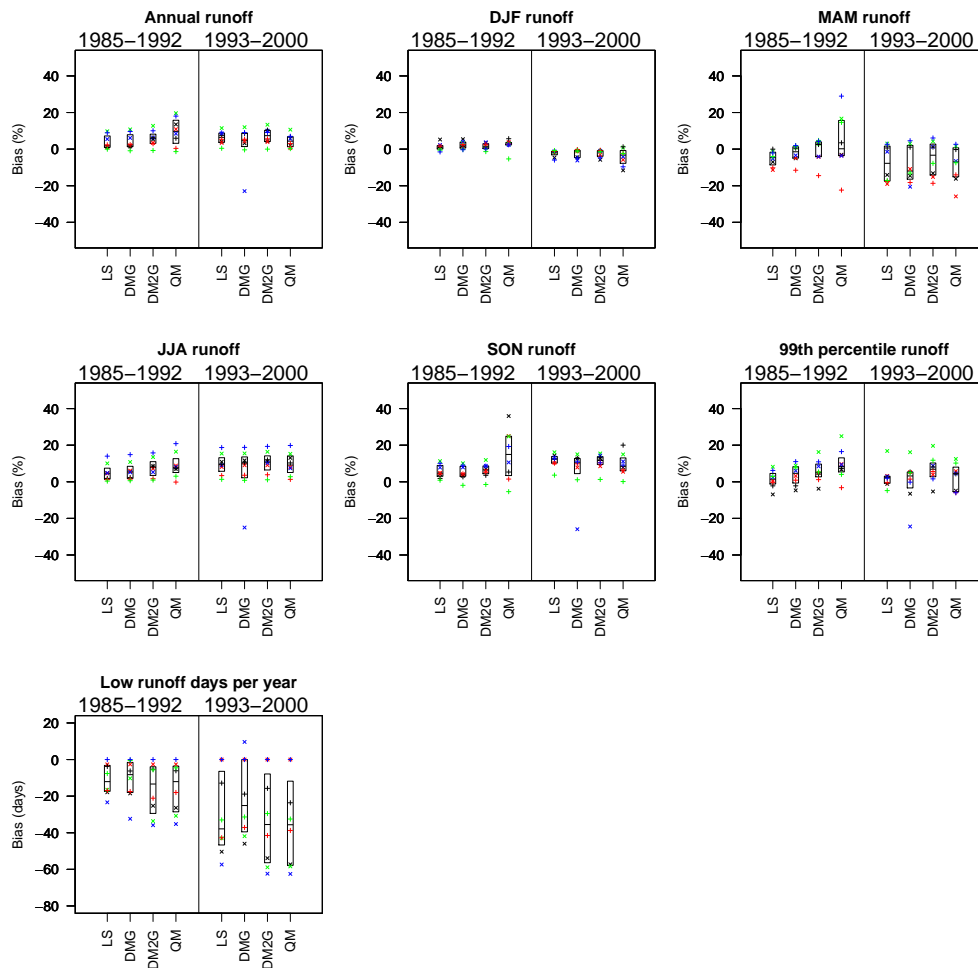 Annual runoff
1985−1992 1993−2000
Bias (%)
40
20
0
−20
−40
LS DMG DM2G QM LS DMG DM2G QM
DJF runoff
1985−1992 1993−2000
Bias (%)
40
20
0
−20
−40
LS DMG DM2G QM LS DMG DM2G QM
MAM runoff
1985−1992 1993−2000
Bias (%)
40
20
0
−20
−40
LS DMG DM2G QM LS DMG DM2G QM
JJA runoff
1985−1992 1993−2000
Bias (%)
40
20
0
−20
−40
LS DMG DM2G QM LS DMG DM2G QM
SON runoff
1985−1992 1993−2000
Bias (%)
40
20
0
−20
−40
LS DMG DM2G QM LS DMG DM2G QM
99th percentile runoff
1985−1992 1993−2000
Bias (%)
40
20
0
−20
−40
LS DMG DM2G QM LS DMG DM2G QM
Low runoff days per year
1985−1992 1993−2000
Bias (days)
20
0
−20
−40
−60
−80
LS DMG DM2G QM LS DMG DM2G QM